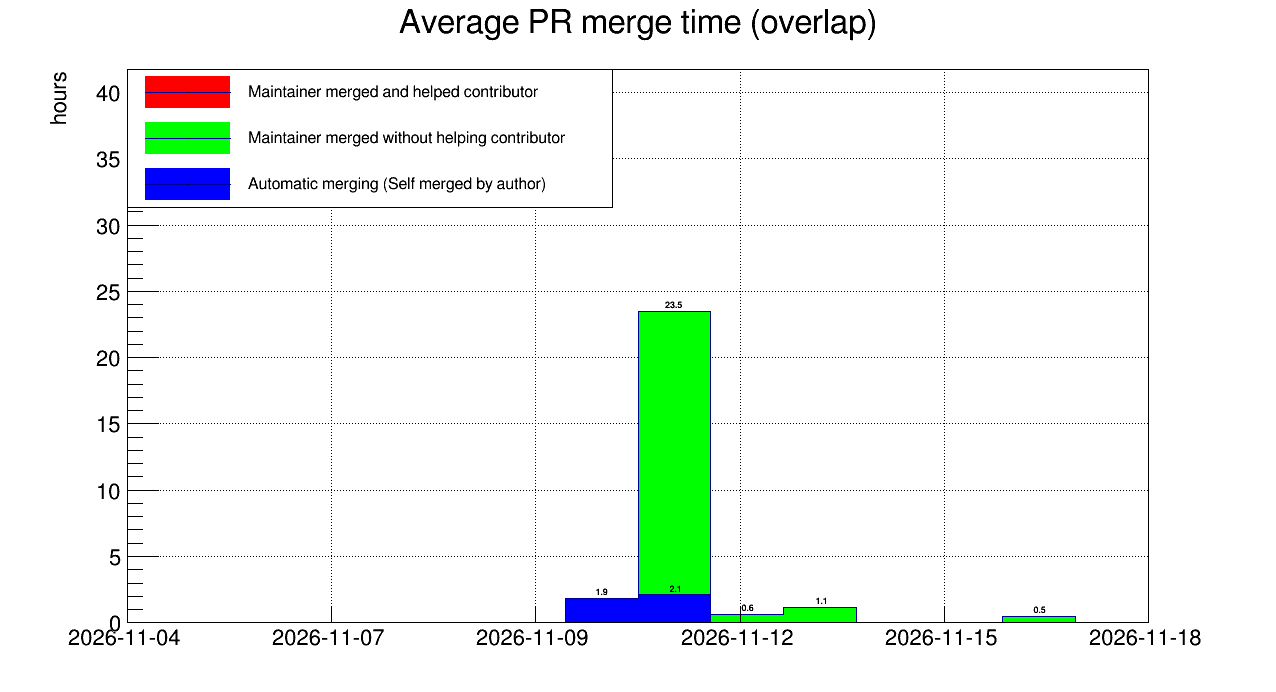 Average PR merge time (overlap)
hours
40
35
30
25
20
15
10
5
0
Maintainer merged and helped contributor
Maintainer merged without helping contributor
Automatic merging (Self merged by author)
23.5
1.9
2.1
0.6
1.1
0.5
2026-11-04 2026-11-07 2026-11-09 2026-11-12 2026-11-15 2026-11-18